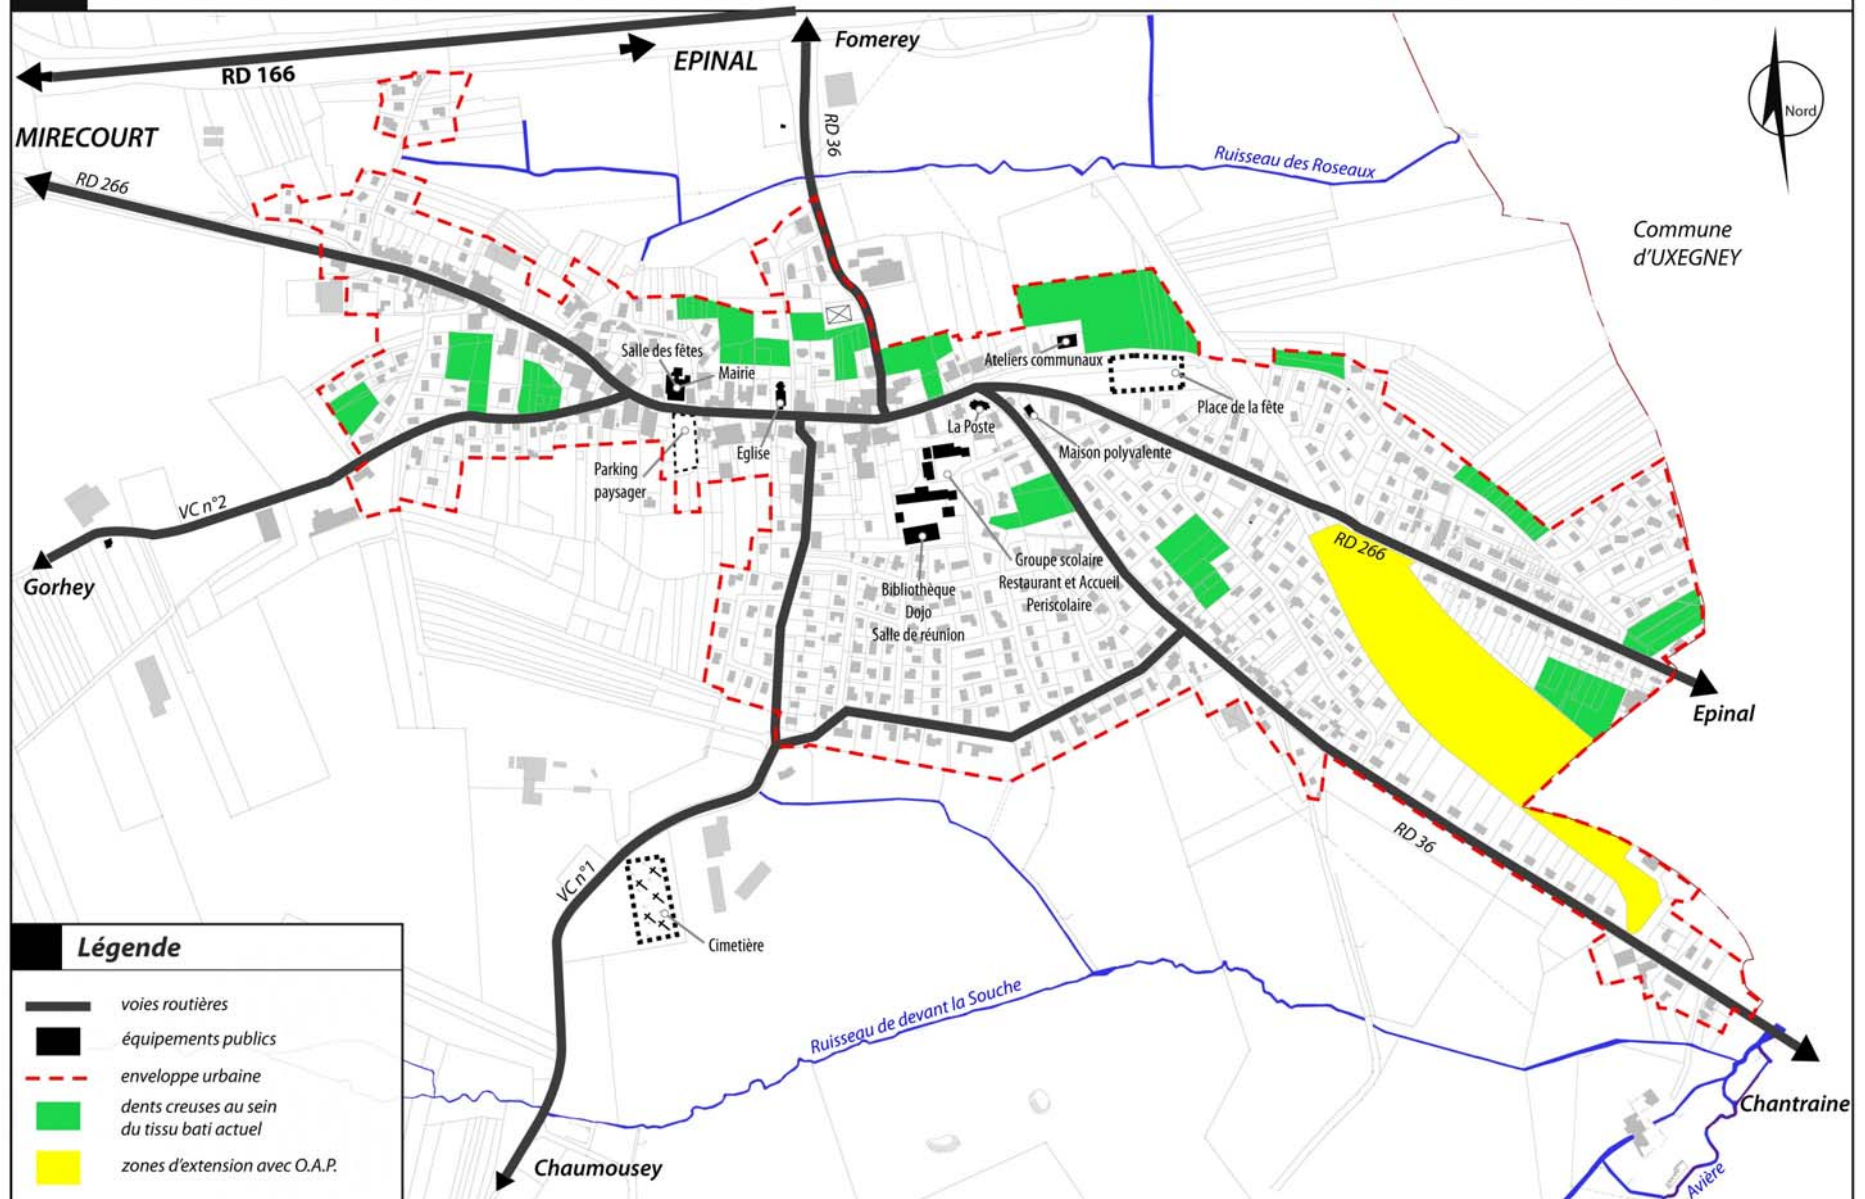 Fomerey
EPINAL
RD 166
Nord
MIRECOURT
RD 36
Ruisseau des Roseaux
RD 266
Commune
d'UXEGNEY
Salle des fêtes
Mairie
Ateliers communaux
Place de la fête
La Poste
Eglise
Maison polyvalente
Parking
paysager
VC n°2
Gorhey
RD 266
Groupe scolaire
Restaurant et Accueil
Periscolaire
Bibliothèque
Dojo
Salle de réunion
Epinal
RD 36
VC n°1
Cimetière
Ruisseau de devant la Souche
Chantraine
Chaumousey
Avière
Légende
voies routières
équipements publics
enveloppe urbaine
dents creuses au sein
du tissu bati actuel
zones d'extension avec O.A.P.